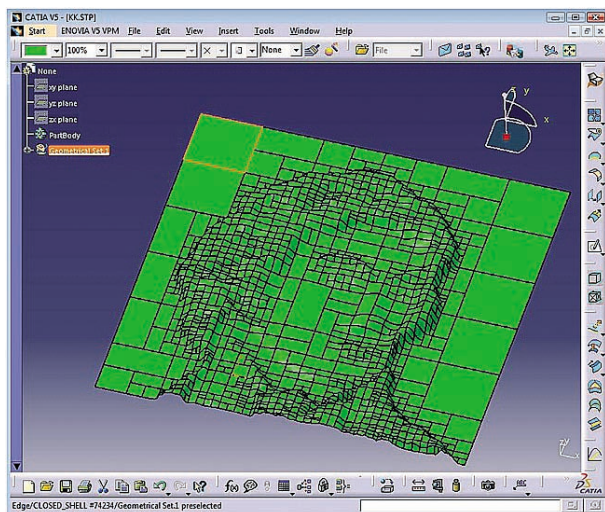 CATIA V5 - [KK.STP]
Start ENOVIA V5 VPM File Edit View Insert Tools Window Help
100% None File
None
xy plane
yz plane
zx plane
PartBody
Geometrical Set.1
z y
x
zy
x
CATIA
Edge/CLOSED_SHELL #74234/Geometrical Set.1 preselected